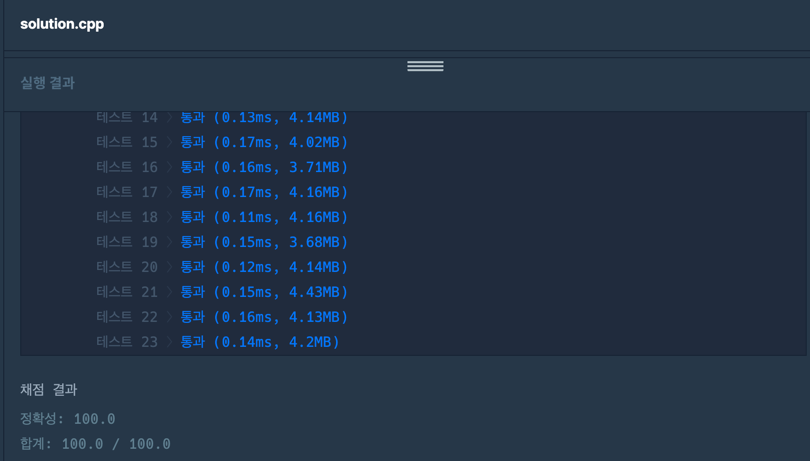 solution.cpp
실행 결과
테스트 14 > 통과 (0.13ms, 4.14MB)
테스트 15 > 통과 (0.17ms, 4.02MB)
테스트 16 > 통과 (0.16ms, 3.71MB)
테스트 17 > 통과 (0.17ms, 4.16MB)
테스트 18 > 통과 (0.11ms, 4.16MB)
테스트 19 > 통과 (0.15ms, 3.68MB)
테스트 20 > 통과 (0.12ms, 4.14MB)
테스트 21 > 통과 (0.15ms, 4.43MB)
테스트 22 > 통과 (0.16ms, 4.13MB)
테스트 23 > 통과 (0.14ms, 4.2MB)
채점 결과
정확성: 100.0
합계: 100.0 / 100.0